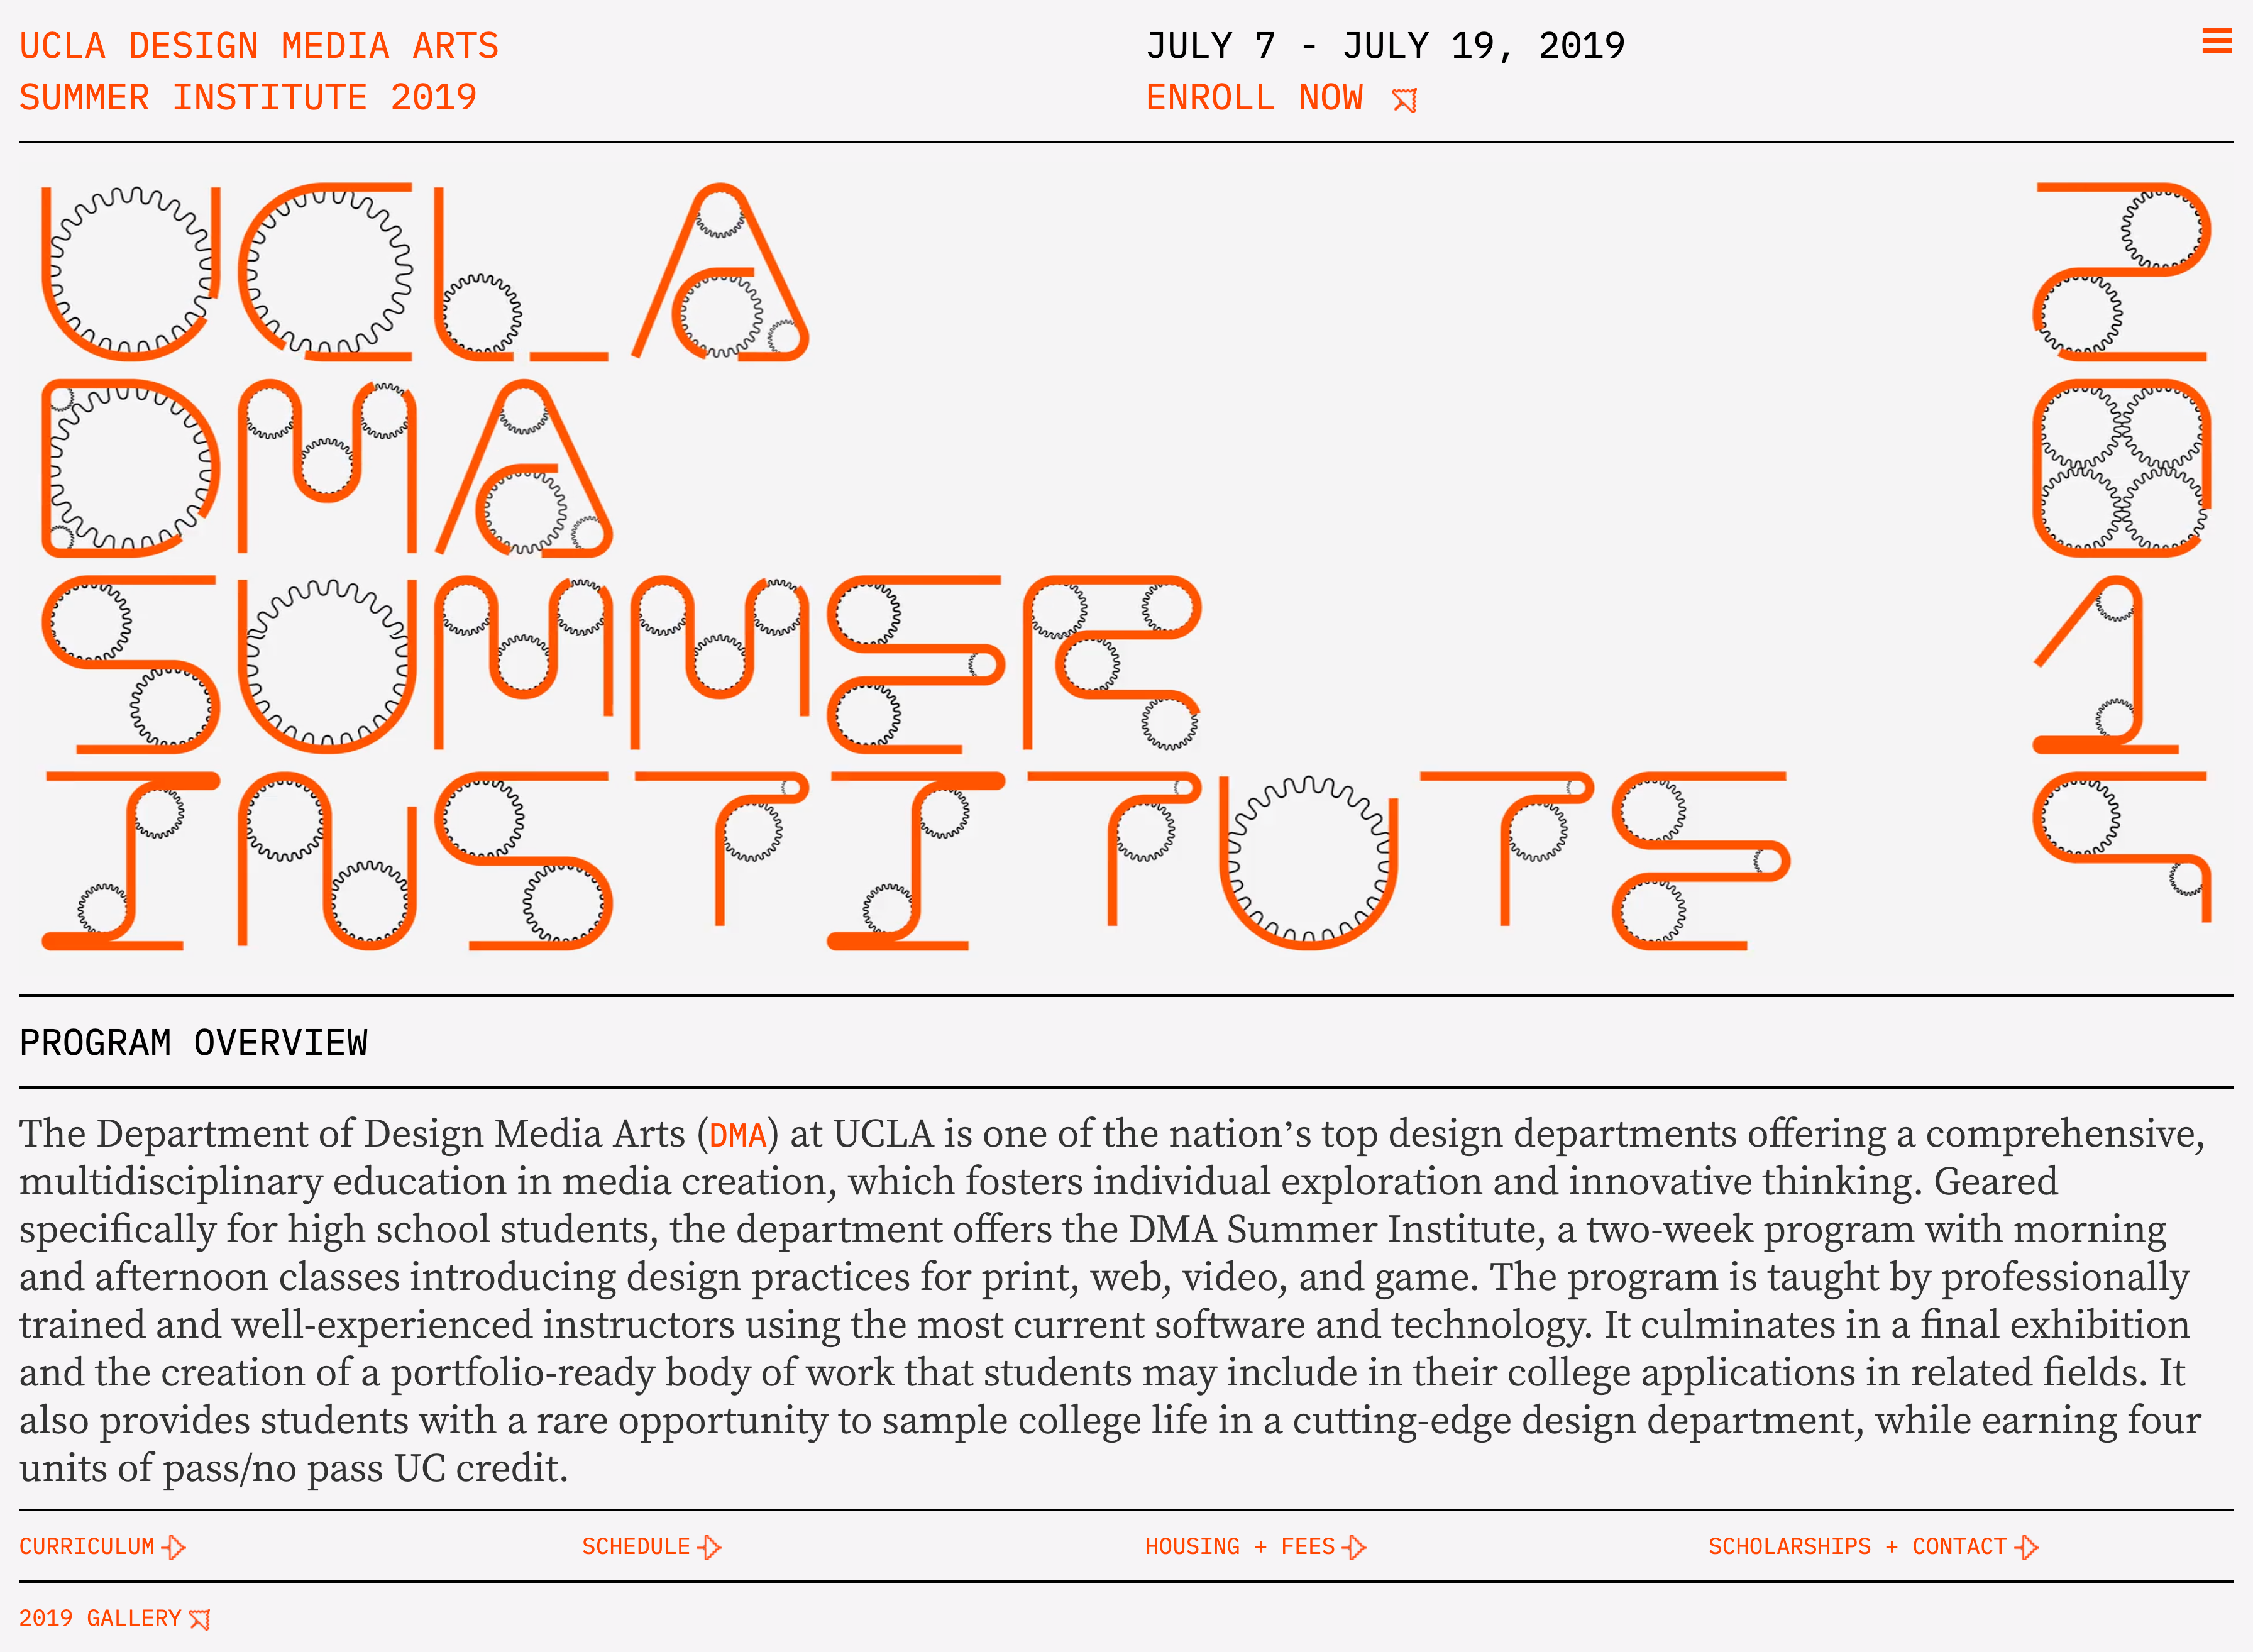 UCLA DESIGN MEDIA ARTS
SUMMER INSTITUTE 2019
JULY 7 - JULY 19, 2019
ENROLL NOW
UCLA 2
DMA 0
SUMMER 1
INSTITUTE 9
PROGRAM OVERVIEW
The Department of Design Media Arts (DMA) at UCLA is one of the nation’s top design departments offering a comprehensive,
multidisciplinary education in media creation, which fosters individual exploration and innovative thinking. Geared
specifically for high school students, the department offers the DMA Summer Institute, a two-week program with morning
and afternoon classes introducing design practices for print, web, video, and game. The program is taught by professionally
trained and well-experienced instructors using the most current software and technology. It culminates in a final exhibition
and the creation of a portfolio-ready body of work that students may include in their college applications in related fields. It
also provides students with a rare opportunity to sample college life in a cutting-edge design department, while earning four
units of pass/no pass UC credit.
CURRICULUM
SCHEDULE
HOUSING + FEES
SCHOLARSHIPS + CONTACT
2019 GALLERY